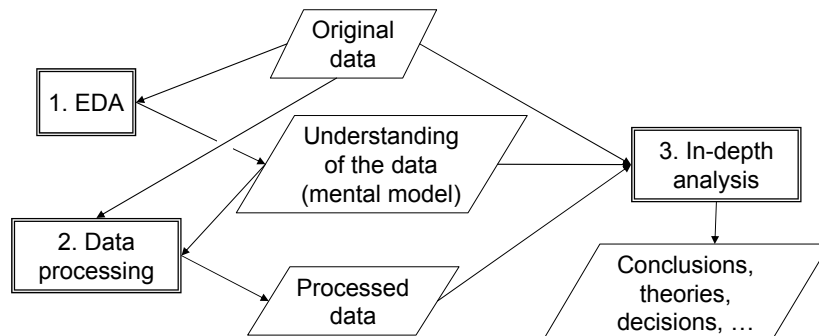 Original
data
1. EDA
Understanding
of the data
(mental model)
3. In-depth
analysis
2. Data
processing
Processed
data
Conclusions,
theories,
decisions, …